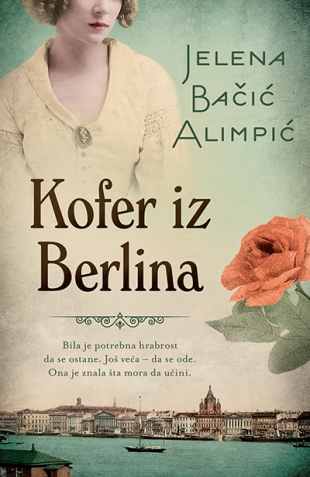 Jelena
Bačić
Alimpić
Kofer iz
Berlina
Bila je potrebna hrabrost
da se ostane. Još veća – da se ode.
Ona je znala šta mora da učini.